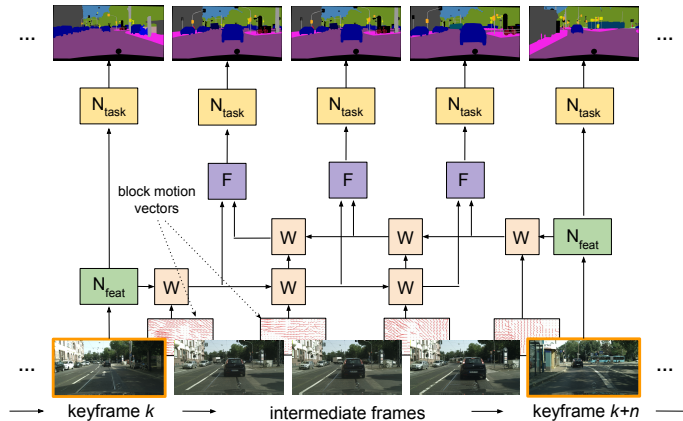 ... ...
N_task N_task N_task N_task N_task
F F F
block motion
vectors
W W W N_feat
N_feat W W W
... ...
keyframe k intermediate frames keyframe k+n